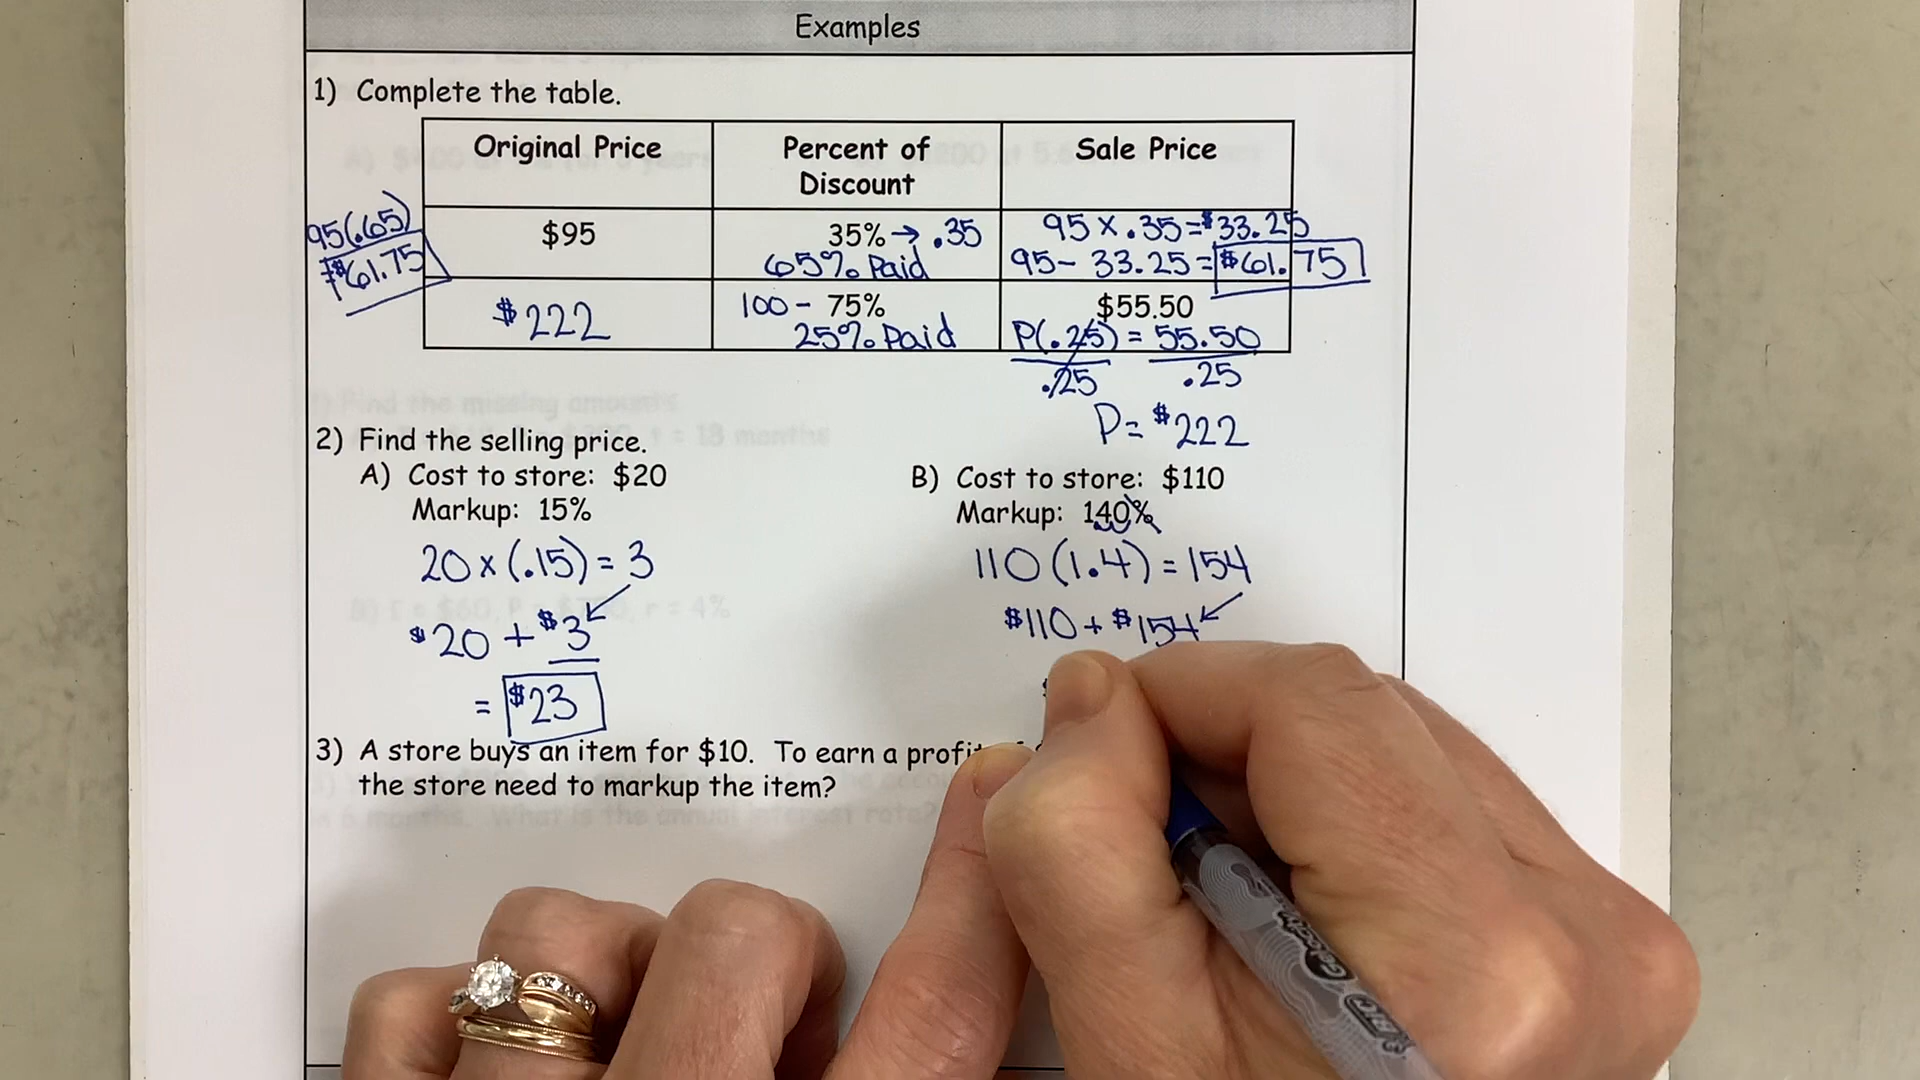 Examples
1) Complete the table.
Original Price Percent of Discount Sale Price
95(.65)
=$61.75
$95 35% → .35 95 x .35 = $33.25
65% Paid 95 - 33.25 = $61.75
$222 100 - 75% $55.50
25% Paid P(.25) = 55.50
.25 .25
P = $222
2) Find the selling price.
A) Cost to store: $20
Markup: 15%
20 x (.15) = 3
$20 + $3
= $23
B) Cost to store: $110
Markup: 140%
110 (1.4) = 154
$110 + $154
3) A store buys an item for $10. To earn a profit
the store need to markup the item?